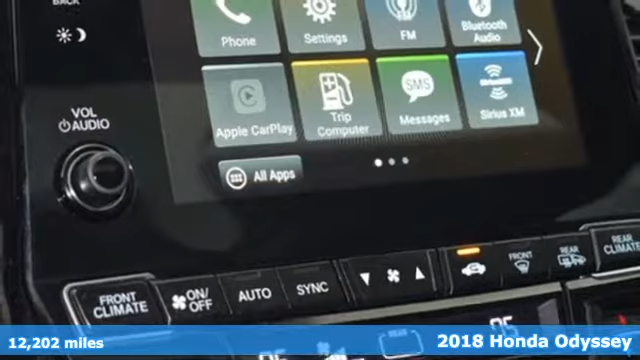 BACK
Phone
Settings
FM
Bluetooth
Audio
VOL
AUDIO
Apple CarPlay
Trip
Computer
SMS
Messages
Sirius XM
All Apps
FRONT
CLIMATE
ON/
OFF
AUTO
SYNC
FRONT
REAR
REAR
CLIMATE
12,202 miles
2018 Honda Odyssey